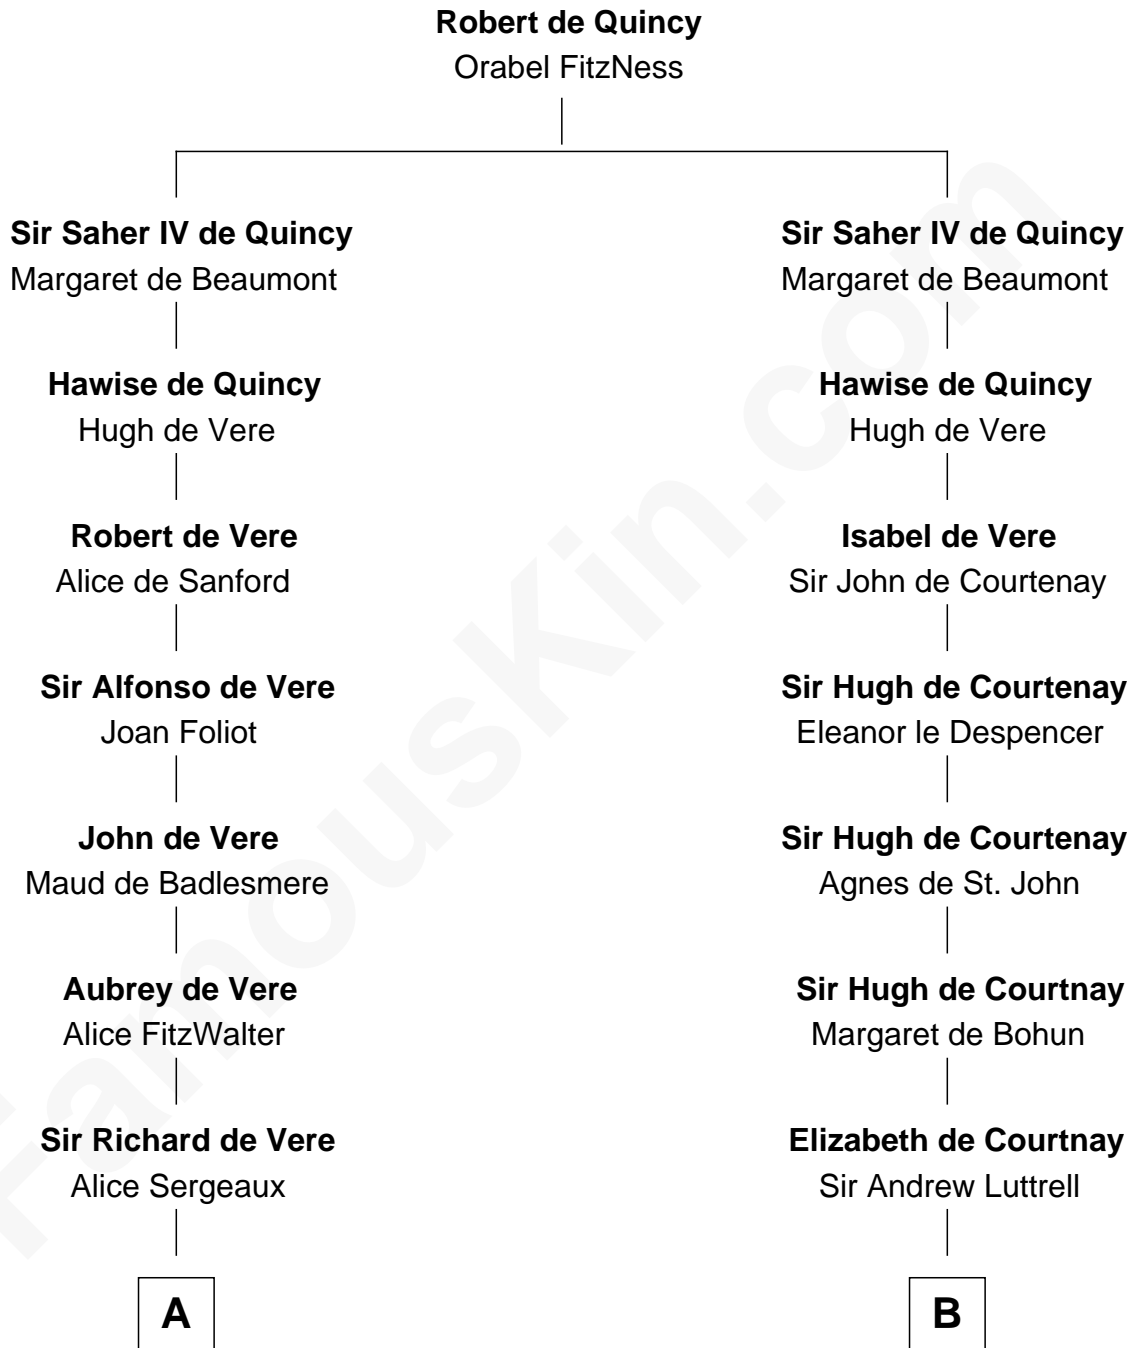 Robert de Quincy
Orabel FitzNess
Sir Saher IV de Quincy
Margaret de Beaumont
Sir Saher IV de Quincy
Margaret de Beaumont
Hawise de Quincy
Hugh de Vere
Hawise de Quincy
Hugh de Vere
Robert de Vere
Alice de Sanford
Isabel de Vere
Sir John de Courtenay
Sir Alfonso de Vere
Joan Foliot
Sir Hugh de Courtenay
Eleanor le Despencer
John de Vere
Maud de Badlesmere
Sir Hugh de Courtenay
Agnes de St. John
Aubrey de Vere
Alice FitzWalter
Sir Hugh de Courtnay
Margaret de Bohun
Sir Richard de Vere
Alice Sergeaux
Elizabeth de Courtnay
Sir Andrew Luttrell
A
B
FamousKin.com